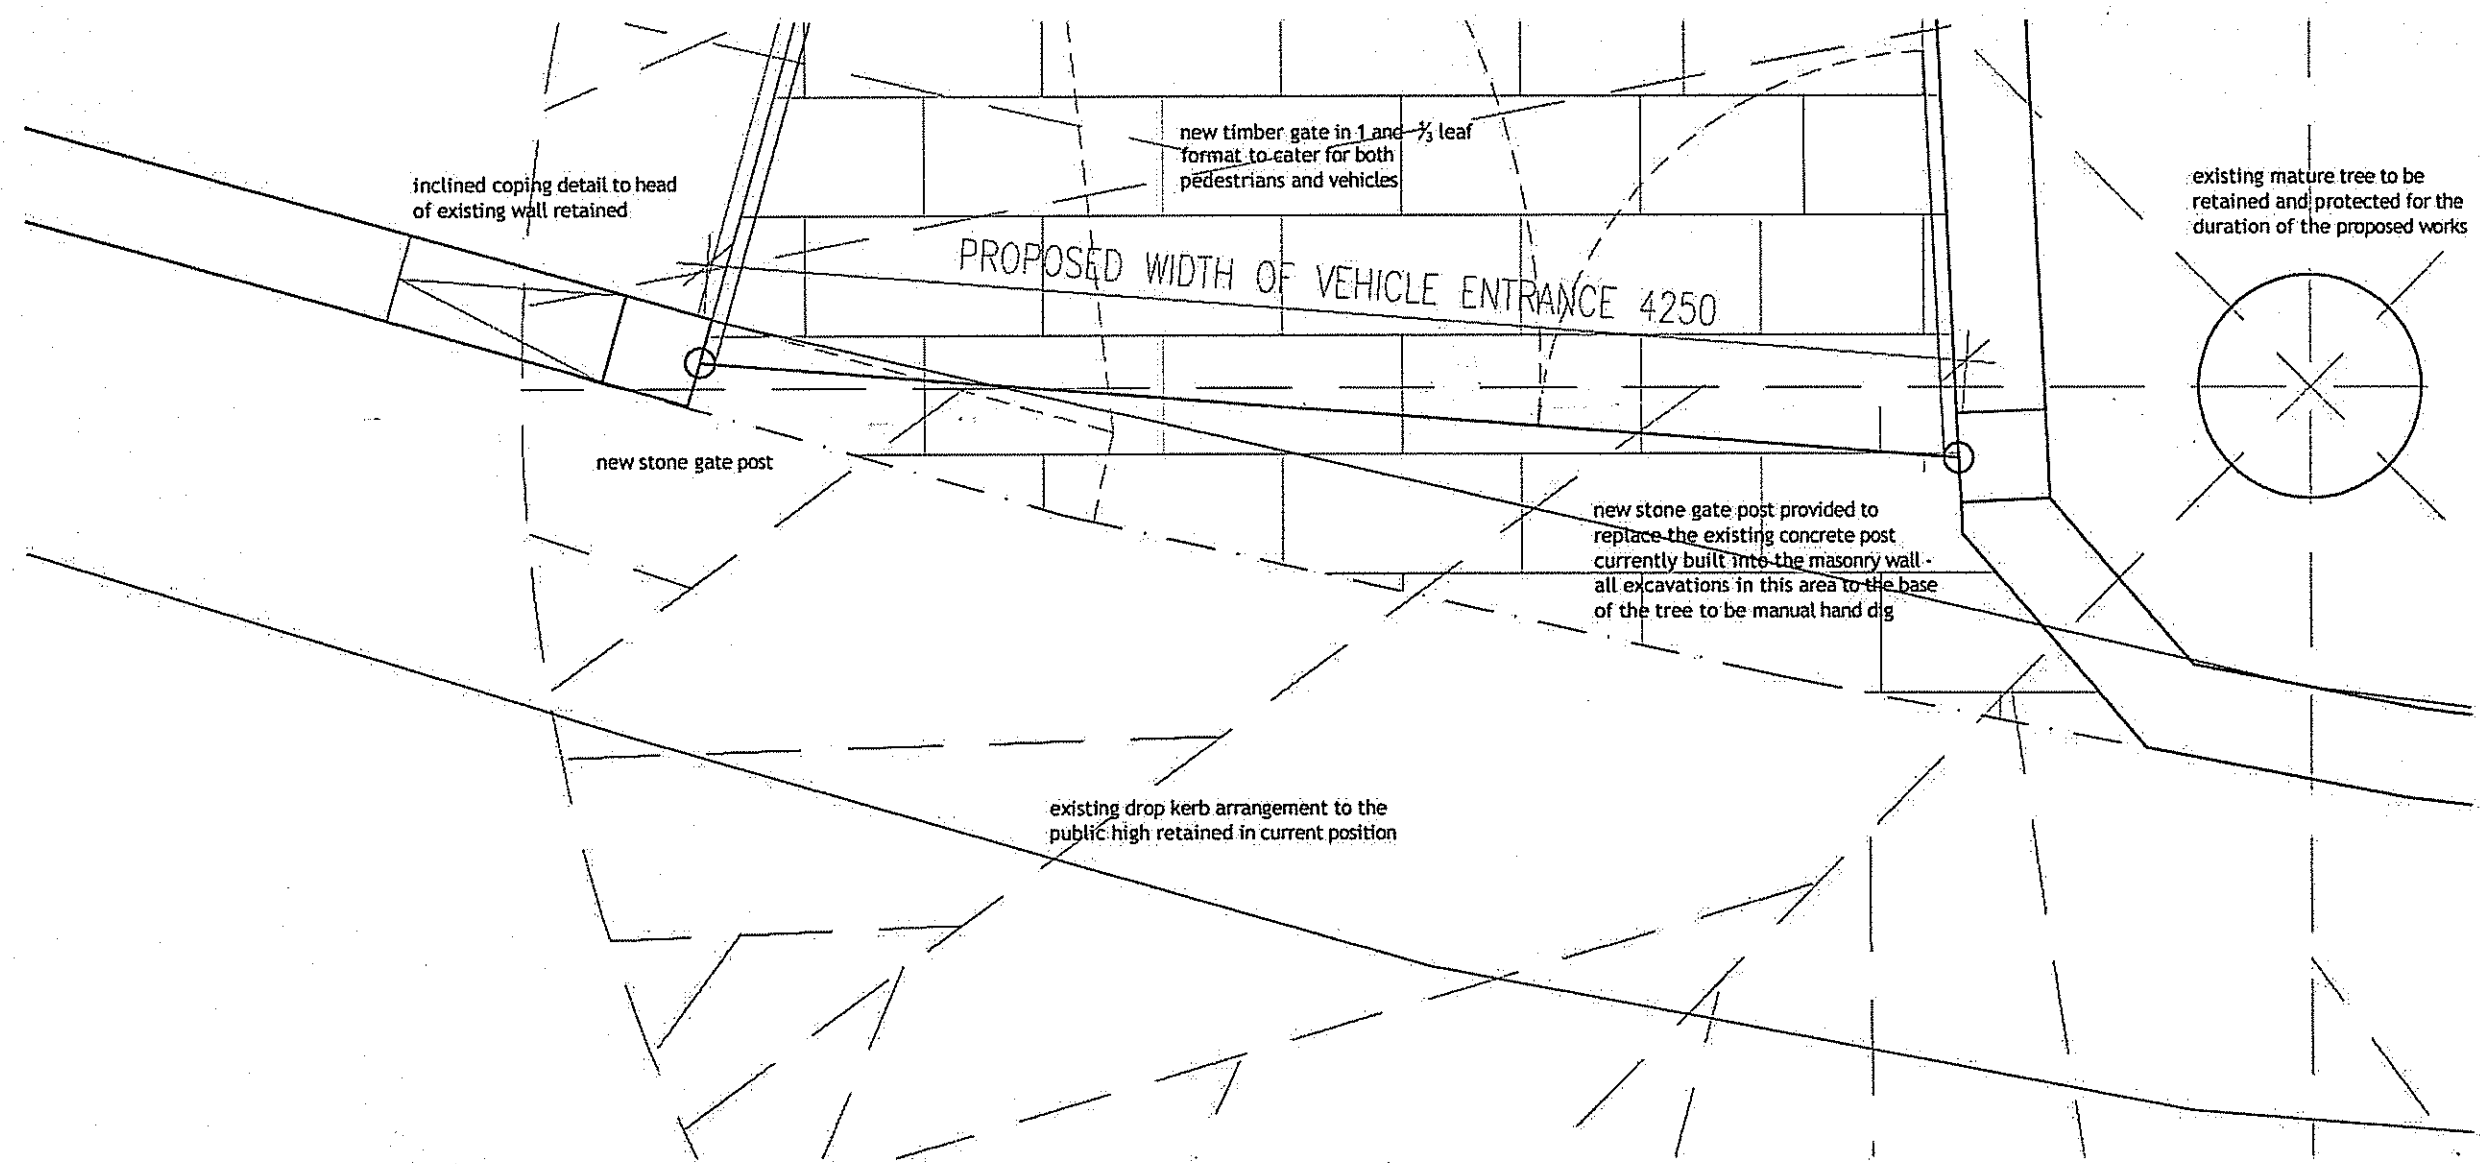 new timber gate in 1 and ⅓ leaf
format to cater for both
pedestrians and vehicles
inclined coping detail to head
of existing wall retained
existing mature tree to be
retained and protected for the
duration of the proposed works
PROPOSED WIDTH OF VEHICLE ENTRANCE 4250
new stone gate post
new stone gate post provided to
replace the existing concrete post
currently built into the masonry wall -
all excavations in this area to the base
of the tree to be manual hand dig
existing drop kerb arrangement to the
public high retained in current position